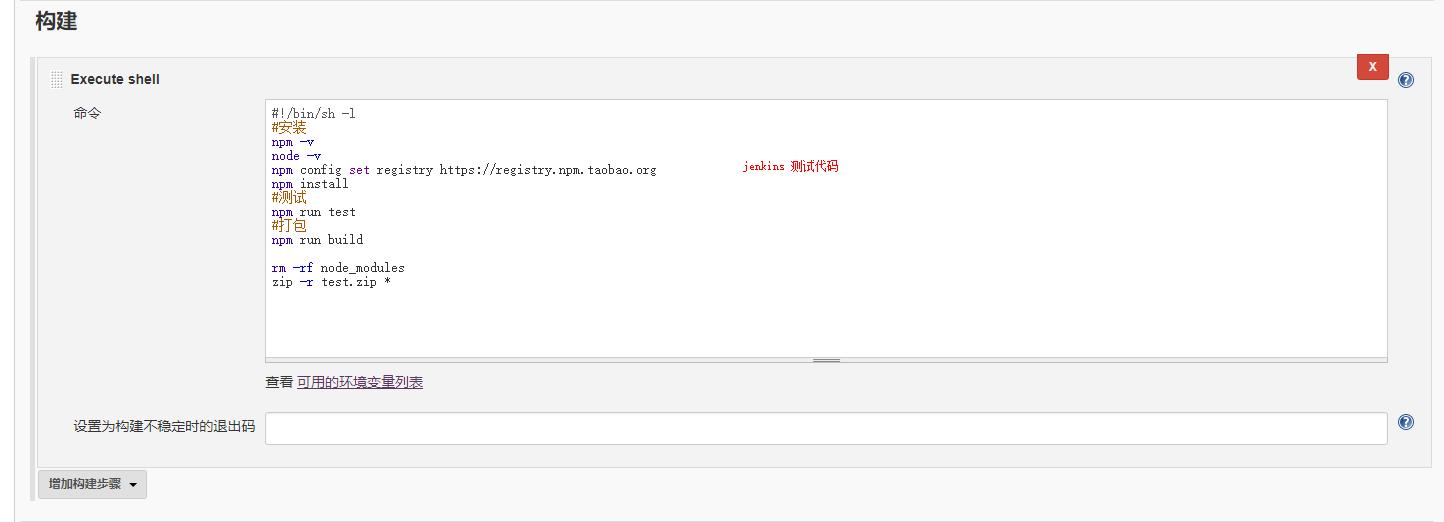 构建
Execute shell
X
命令
#!/bin/sh -l
#安装
npm -v
node -v
npm config set registry https://registry.npm.taobao.org
jenkins 测试代码
npm install
#测试
npm run test
#打包
npm run build
rm -rf node_modules
zip -r test.zip *
查看 可用的环境变量列表
设置为构建不稳定时的退出码
增加构建步骤